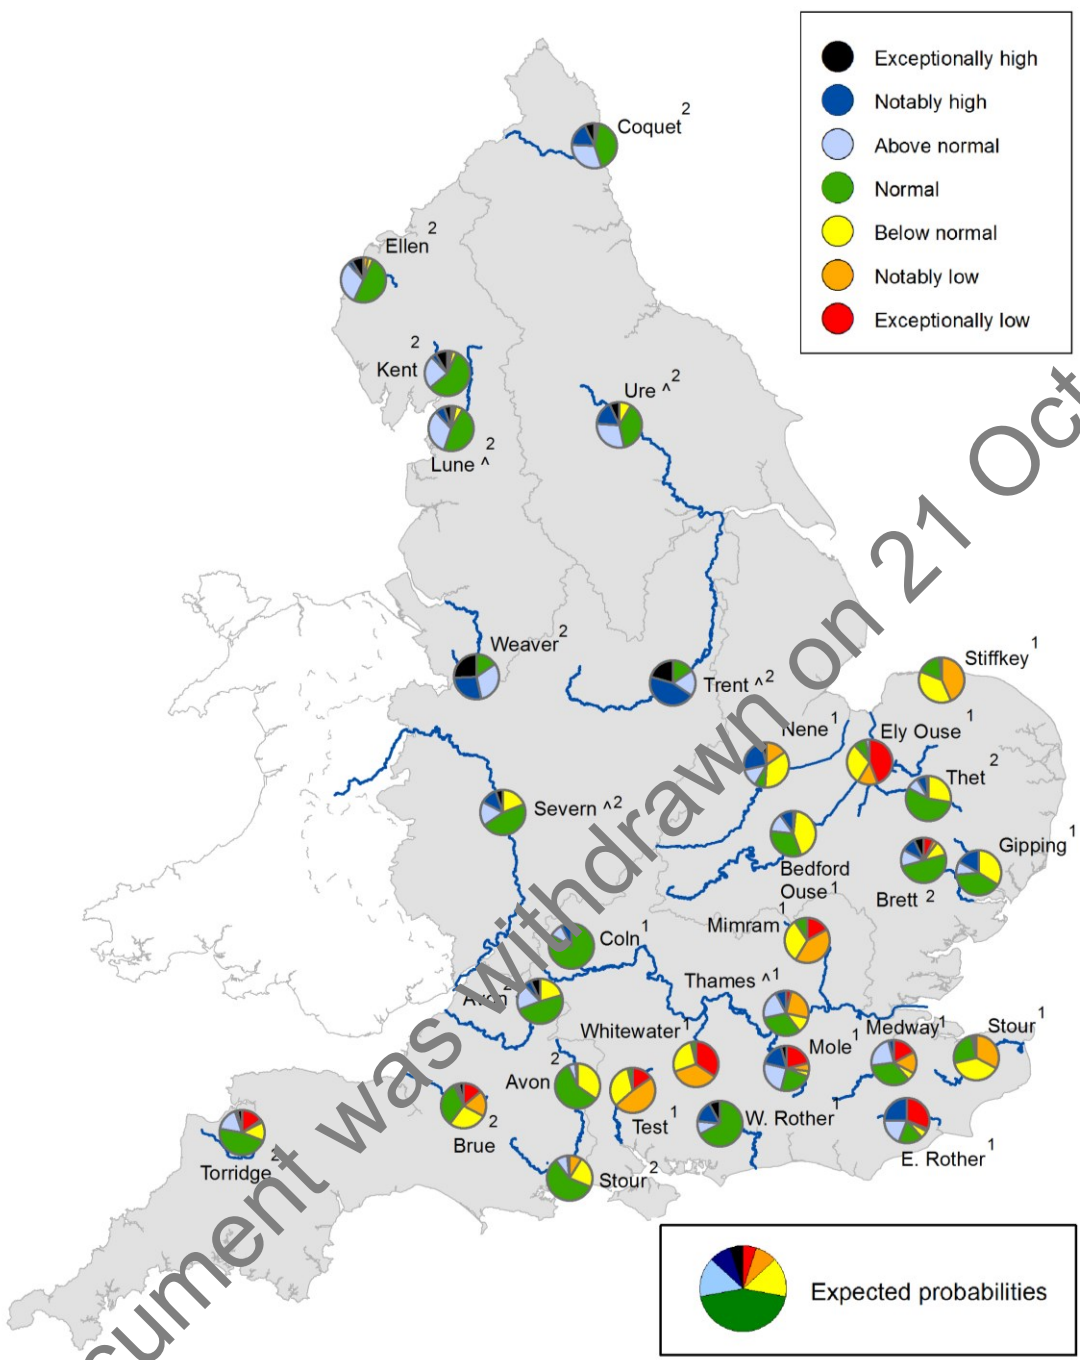 Exceptionally high
Notably high
Above normal
Normal
Below normal
Notably low
Exceptionally low
Coquet 2
Ellen 2
Kent 2
Lune ^ 2
Ure ^ 2
Weaver 2
Trent ^ 2
Stiffkey 1
Nene 1
Ely Ouse 1
Thet 2
Severn ^ 2
Bedford
Ouse 1
Brett 2
Gipping 1
Mimram 1
Coln 1
Avon 2
Thames ^ 1
Whitewater 1
Mole 1
Medway 1
Stour 1
Avon 2
Test 1
W. Rother 1
E. Rother 1
Brue 2
Torridge 2
Stour 2
Expected probabilities
cument was withdrawn on 21 Oct